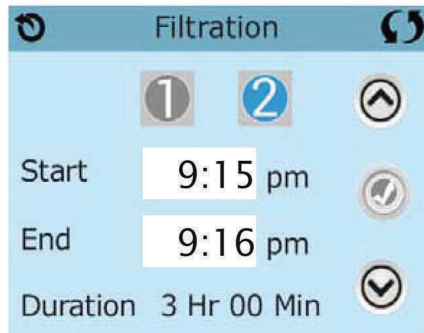 Filtration
1 2
Start 9:15 pm
End 9:16 pm
Duration 3 Hr 00 Min